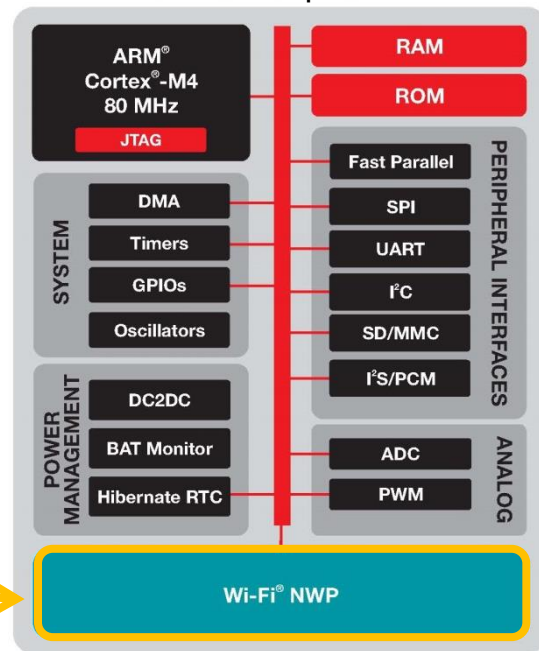 ARM®
Cortex®-M4
80 MHz
JTAG
RAM
ROM
SYSTEM
DMA
Timers
GPIOs
Oscillators
POWER
MANAGEMENT
DC2DC
BAT Monitor
Hibernate RTC
PERIPHERAL INTERFACES
Fast Parallel
SPI
UART
I²C
SD/MMC
I²S/PCM
ANALOG
ADC
PWM
Wi-Fi® NWP